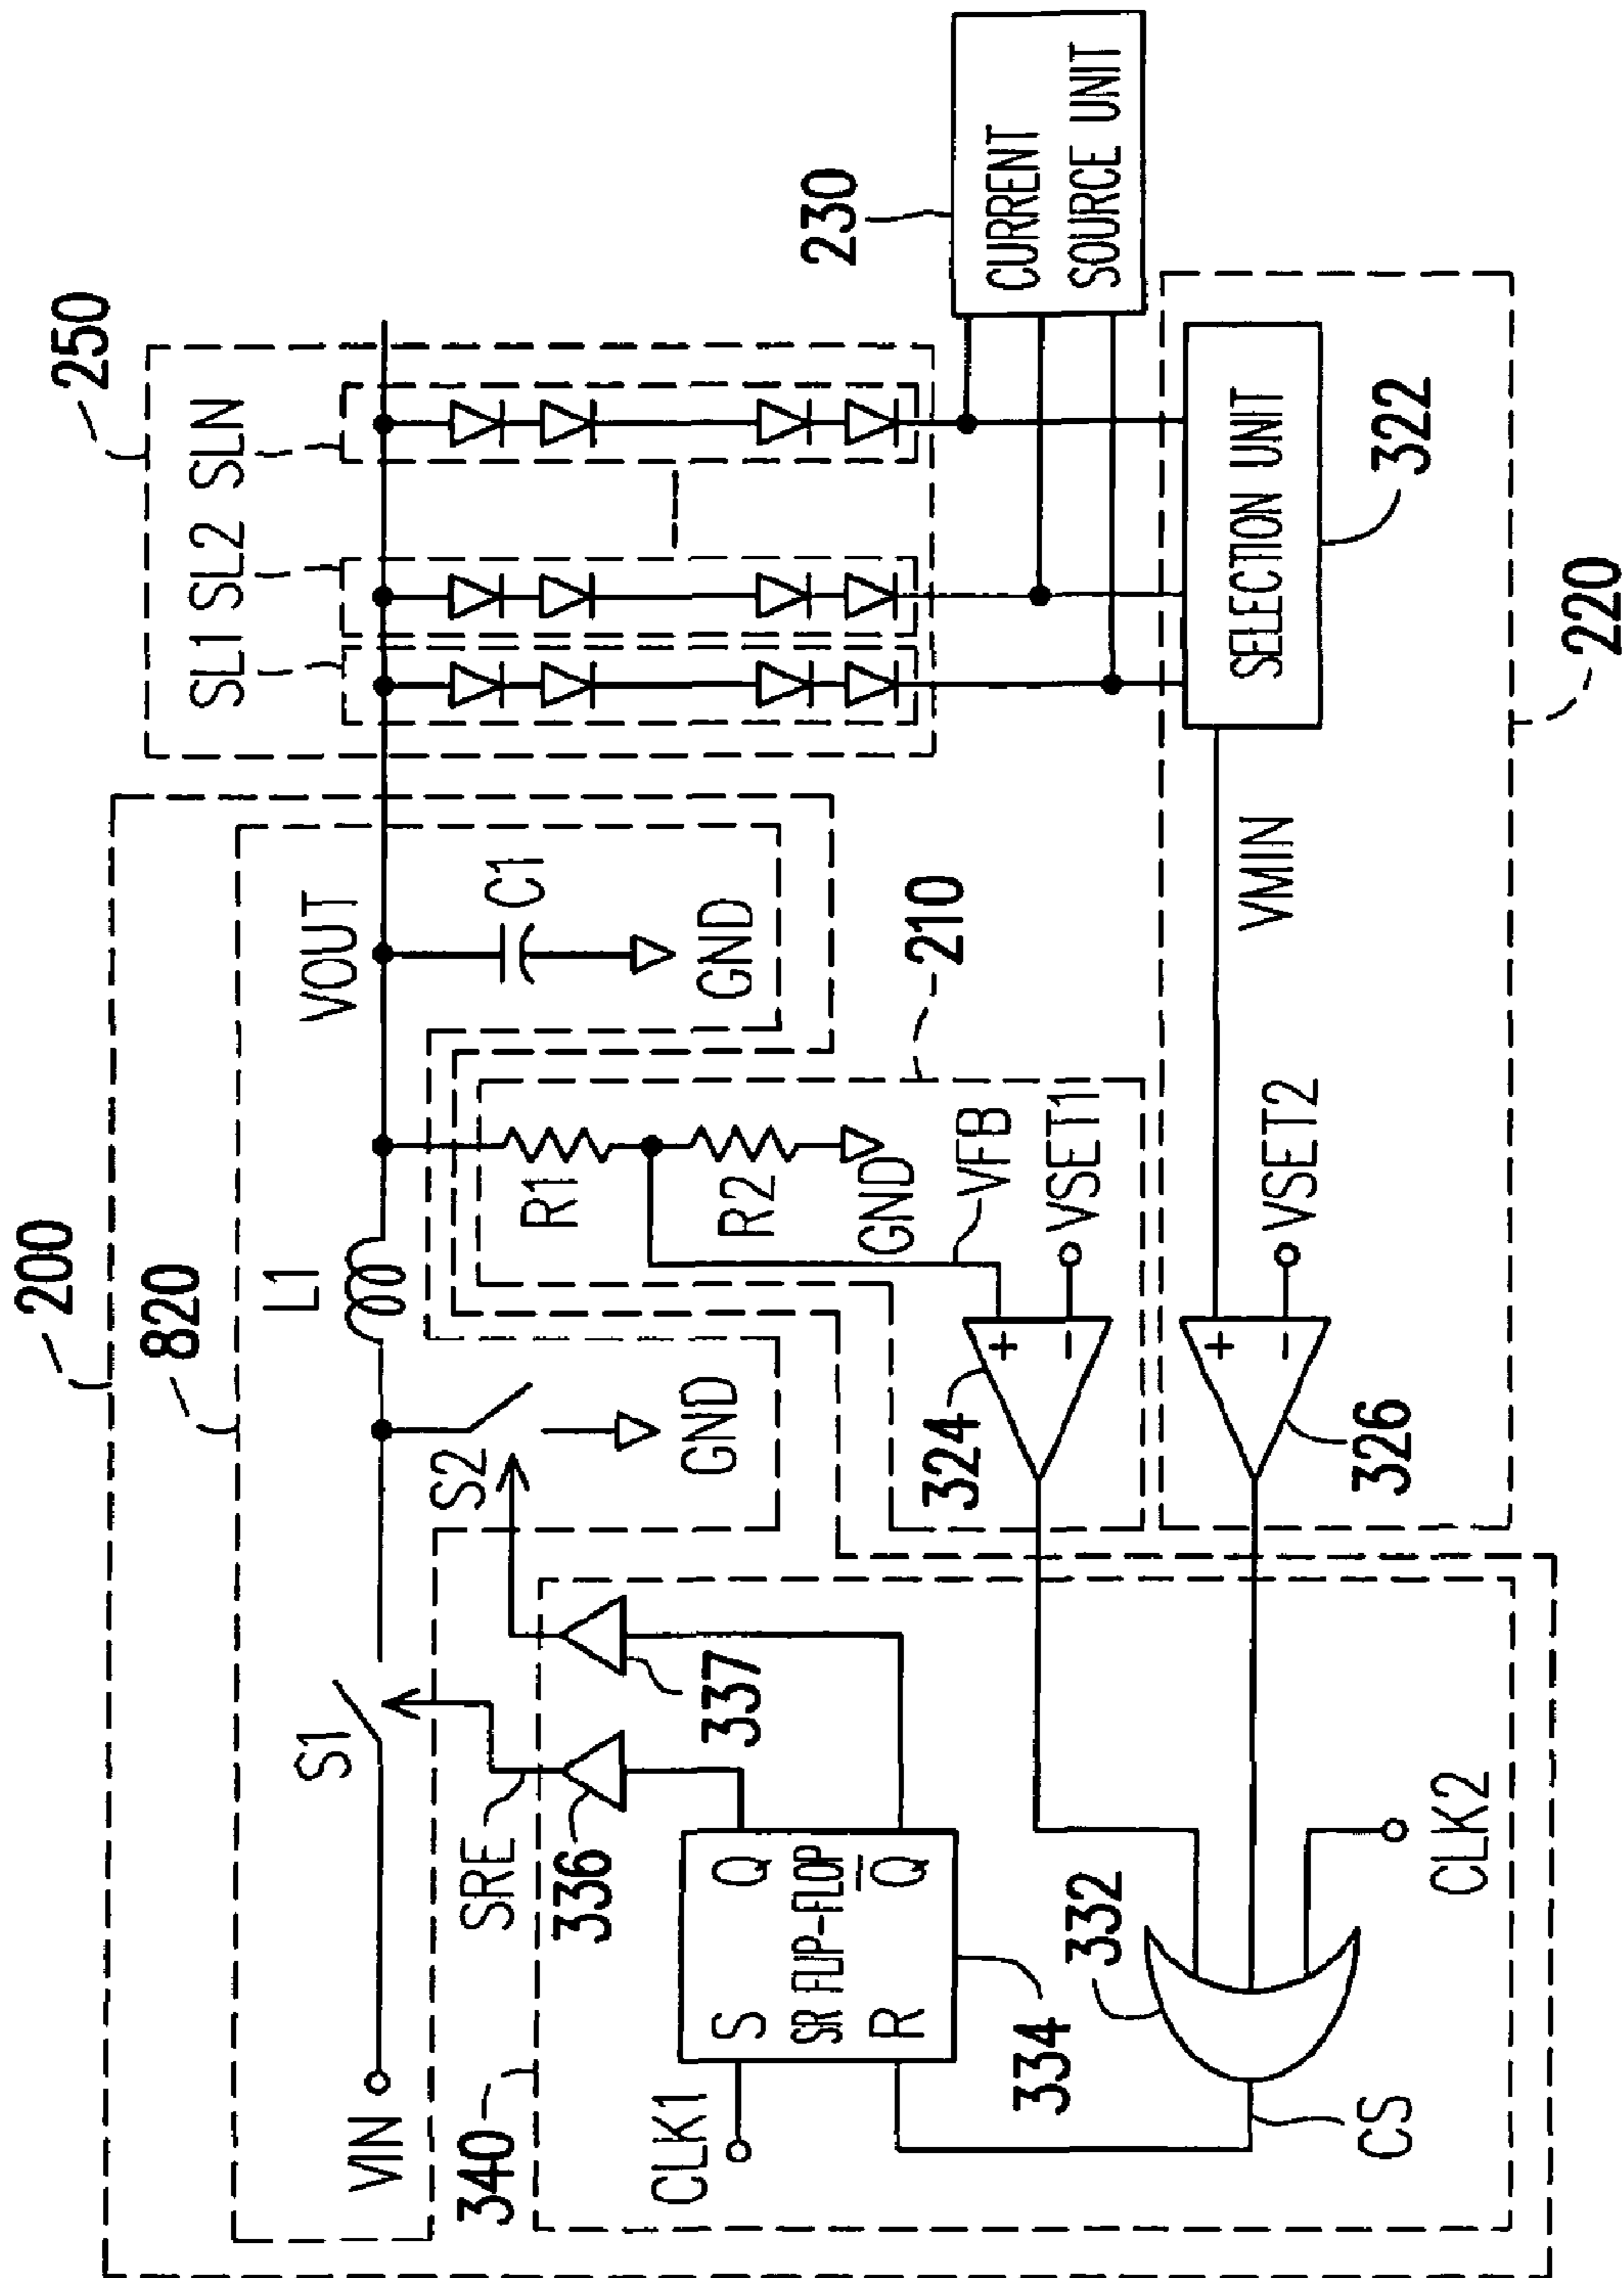 200
820
VIN
S1
L1
VOUT
250
SL1
SL2
SLN
SRE
S2
GND
C1
GND
230
CURRENT
SOURCE UNIT
340
336
337
R1
R2
GND
210
CLK1
S
Q
SR FLIP-FLOP
R
Q̅
334
324
+
−
VFB
VSET1
332
CS
CLK2
326
+
−
VSET2
VMIN
SELECTION UNIT
322
220